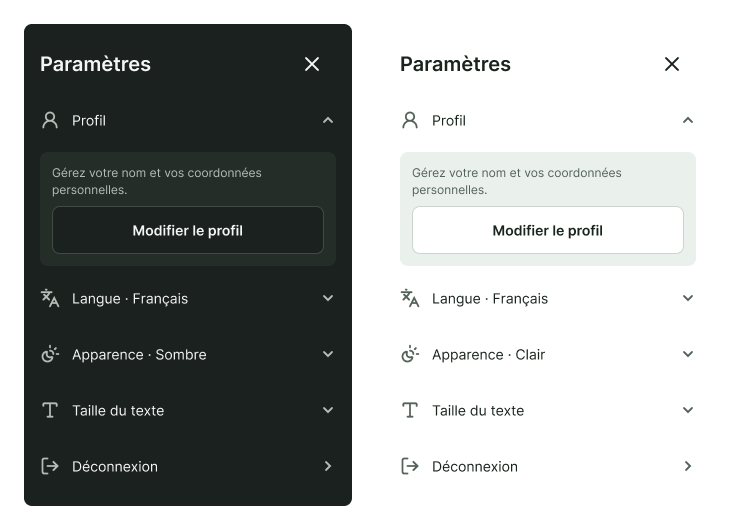 Paramètres
Profil
Gérez votre nom et vos coordonnées
personnelles.
Modifier le profil
Langue · Français
Apparence · Sombre
Taille du texte
Déconnexion
Paramètres
Profil
Gérez votre nom et vos coordonnées
personnelles.
Modifier le profil
Langue · Français
Apparence · Clair
Taille du texte
Déconnexion